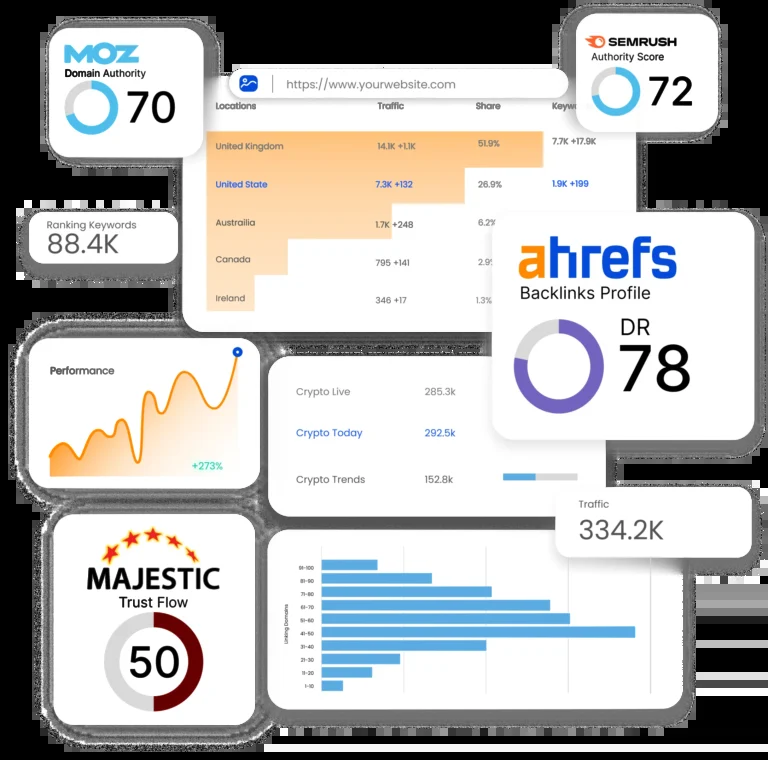 MOZ
Domain Authority
70
SEMRUSH
Authority Score
72
https://www.yourwebsite.com
Locations Traffic Share
United Kingdom 14.1K +1.1K 51.9% 7.7K +17.9K
United State 7.3K +132 26.9% 1.9K +199
Austrailia 1.7K +248 6.2%
Canada 795 +141
Ireland 346 +17 1.3%
Ranking Keywords
88.4K
ahrefs
Backlinks Profile
DR
78
Performance
+273%
Crypto Live 285.3k
Crypto Today 292.5k
Crypto Trends 152.8k
Traffic
334.2K
MAJESTIC
Trust Flow
50
Linking Domains
91-100
81-90
71-80
61-70
51-60
41-50
31-40
21-30
11-20
1-10